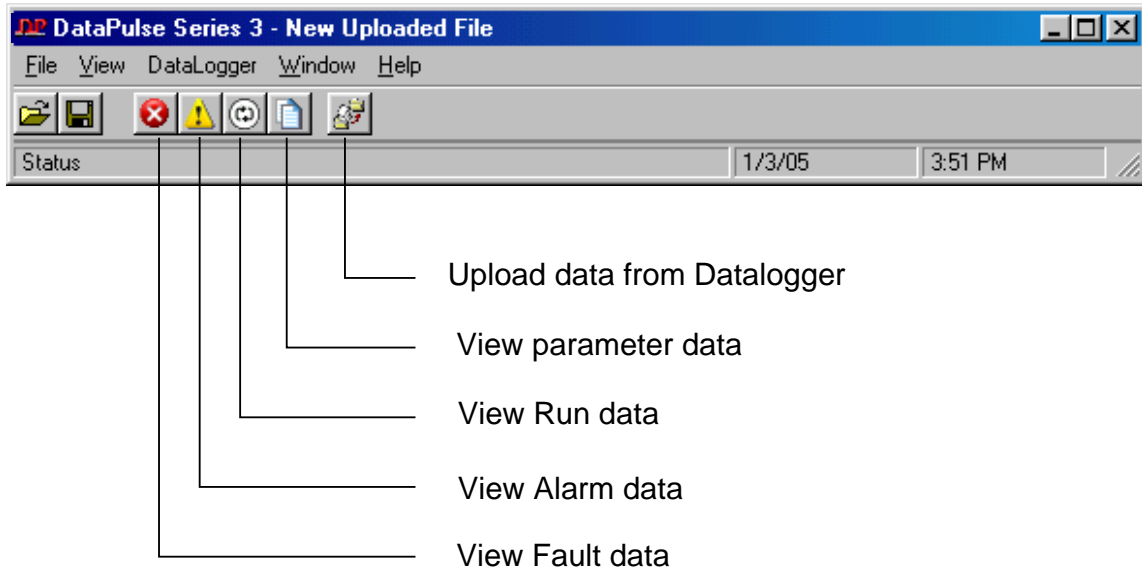 DP DataPulse Series 3 - New Uploaded File
File View DataLogger Window Help
Status 1/3/05 3:51 PM
Upload data from Datalogger
View parameter data
View Run data
View Alarm data
View Fault data